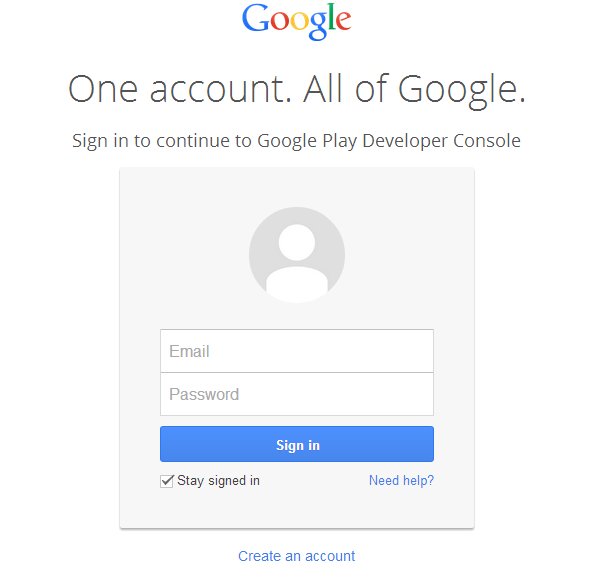 Google
One account. All of Google.
Sign in to continue to Google Play Developer Console
Email
Password
Sign in
Stay signed in Need help?
Create an account